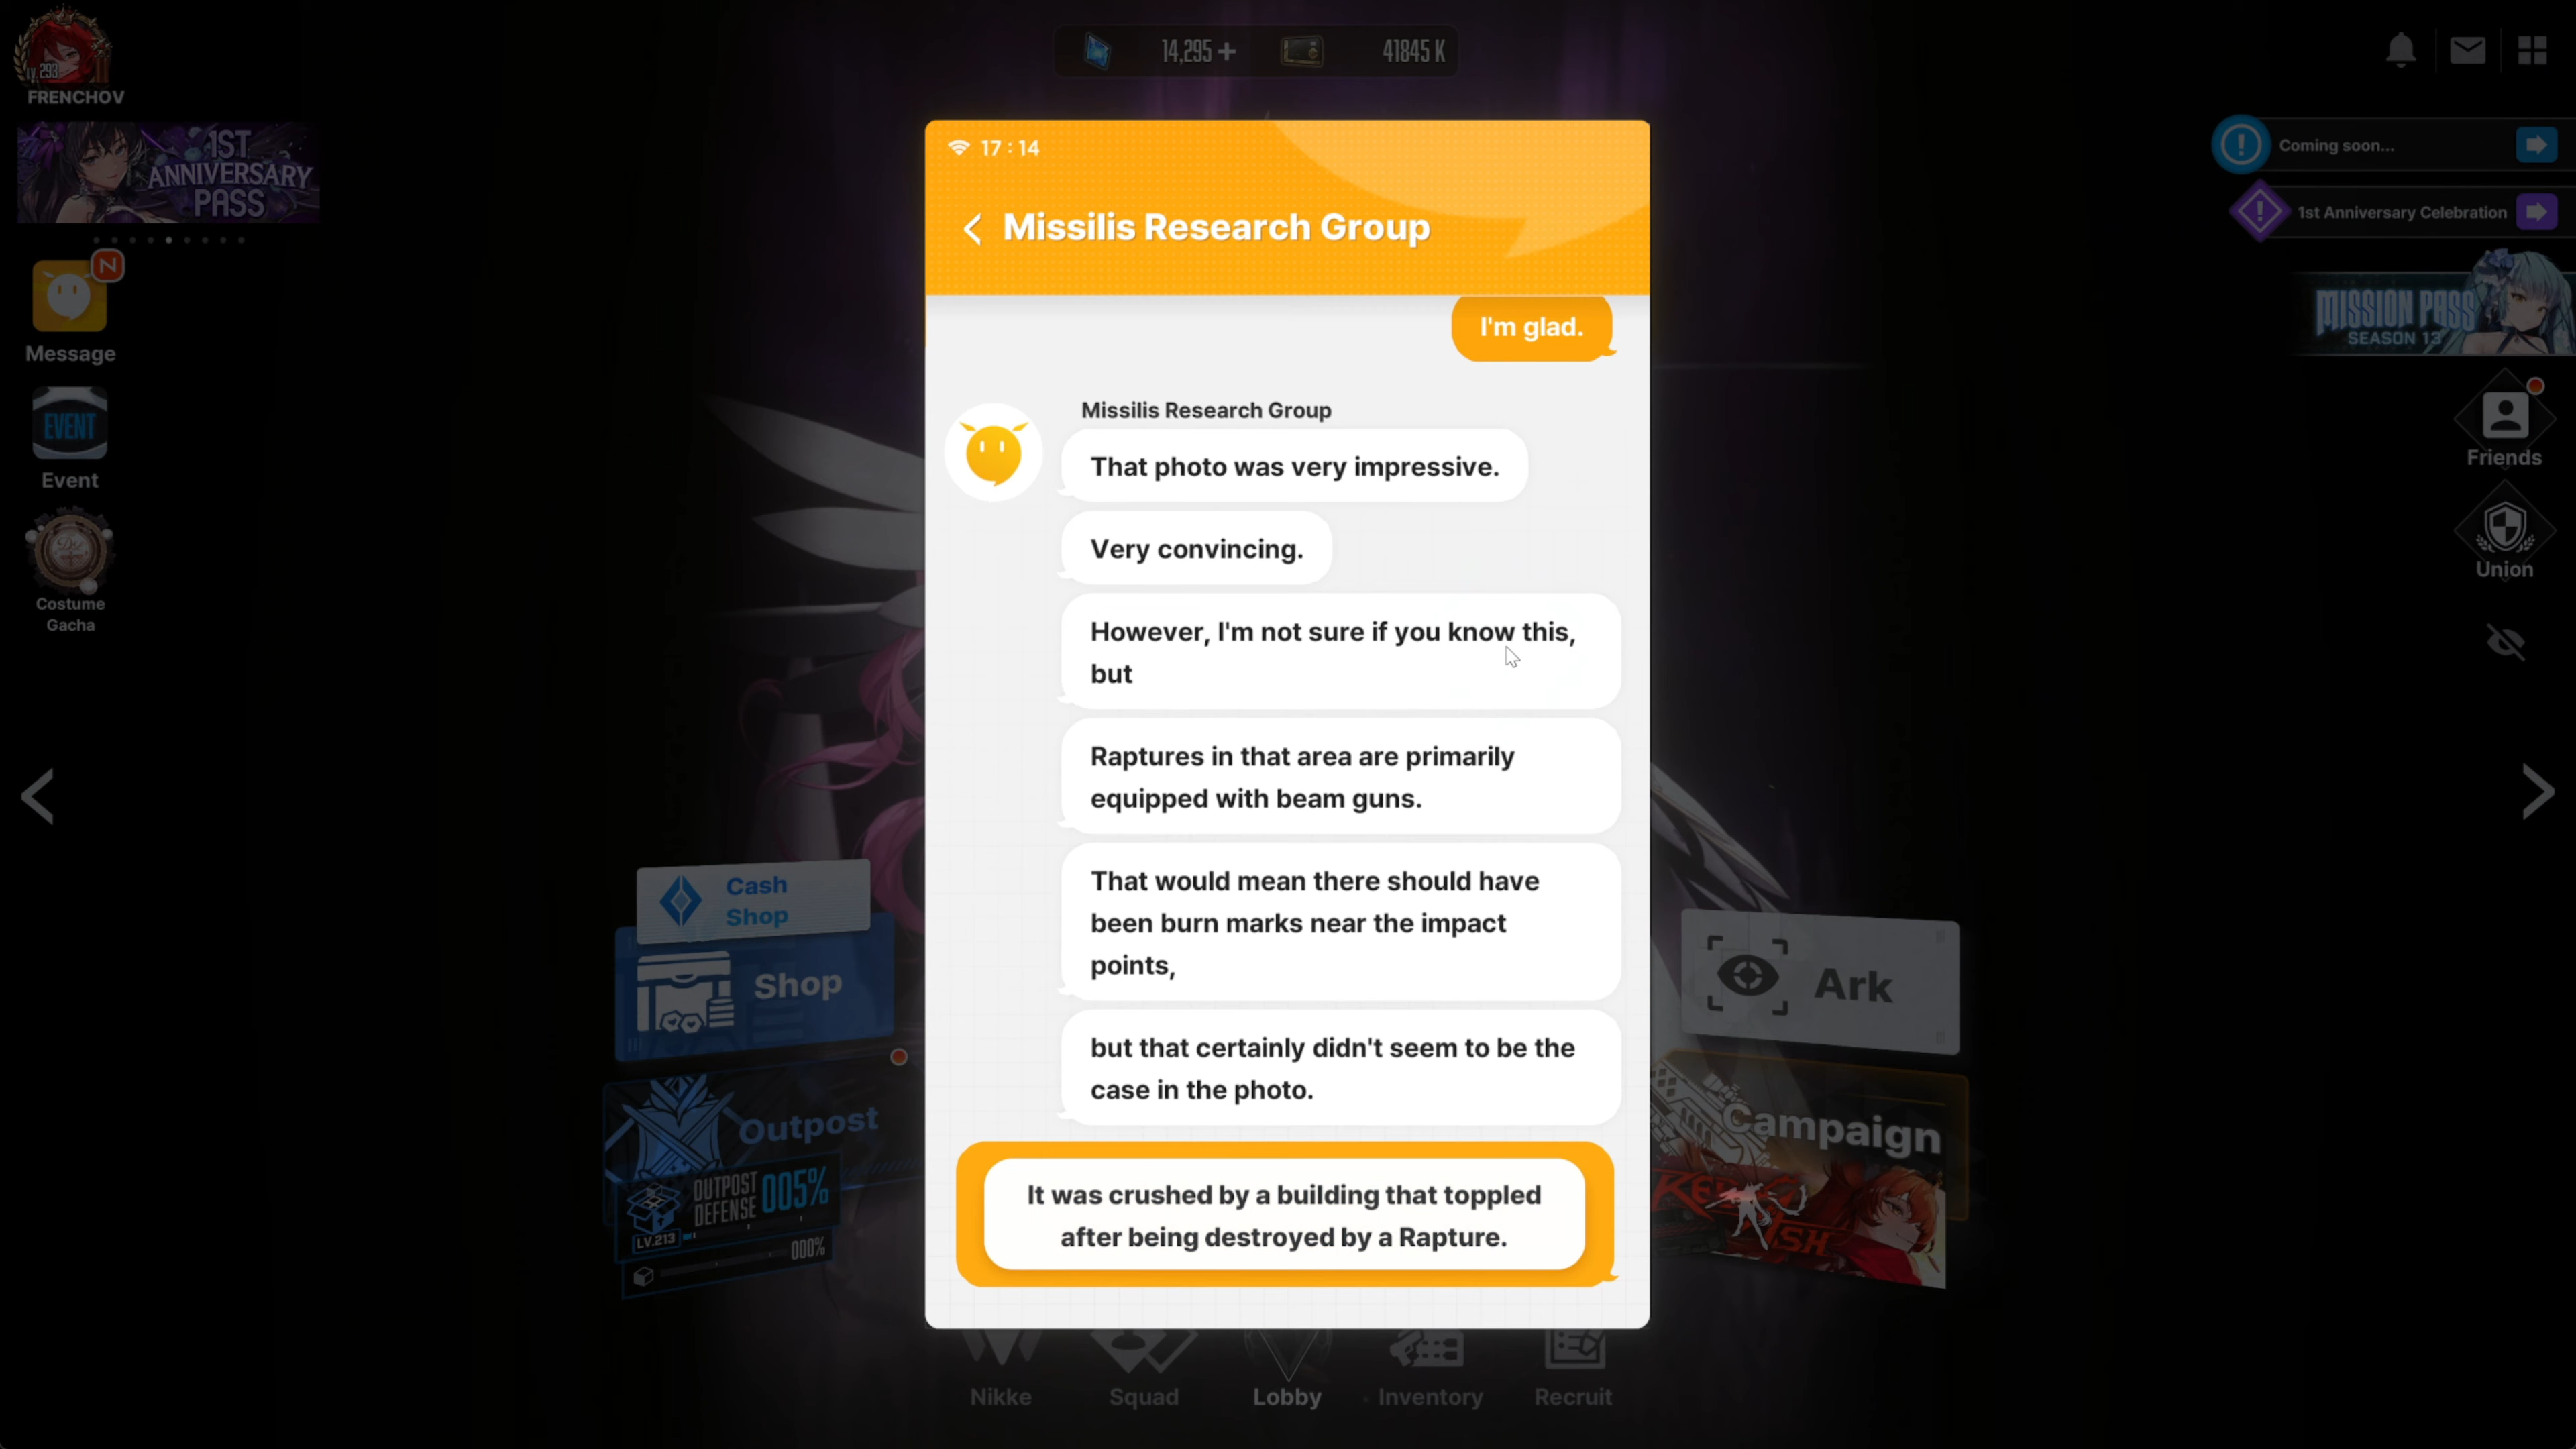 LV.293
FRENCHOV
14,295 +
41845 K
1ST
ANNIVERSARY
PASS
N
Message
EVENT
Event
Costume
Gacha
17 : 14
Missilis Research Group
I'm glad.
Missilis Research Group
That photo was very impressive.
Very convincing.
However, I'm not sure if you know this,
but
Raptures in that area are primarily
equipped with beam guns.
That would mean there should have
been burn marks near the impact
points,
but that certainly didn't seem to be the
case in the photo.
It was crushed by a building that toppled
after being destroyed by a Rapture.
Coming soon...
1st Anniversary Celebration
MISSION PASS
SEASON 13
Friends
Union
Cash
Shop
Shop
Outpost
OUTPOST
DEFENSE
005%
LV.213
000%
Ark
Campaign
Nikke
Squad
Lobby
Inventory
Recruit